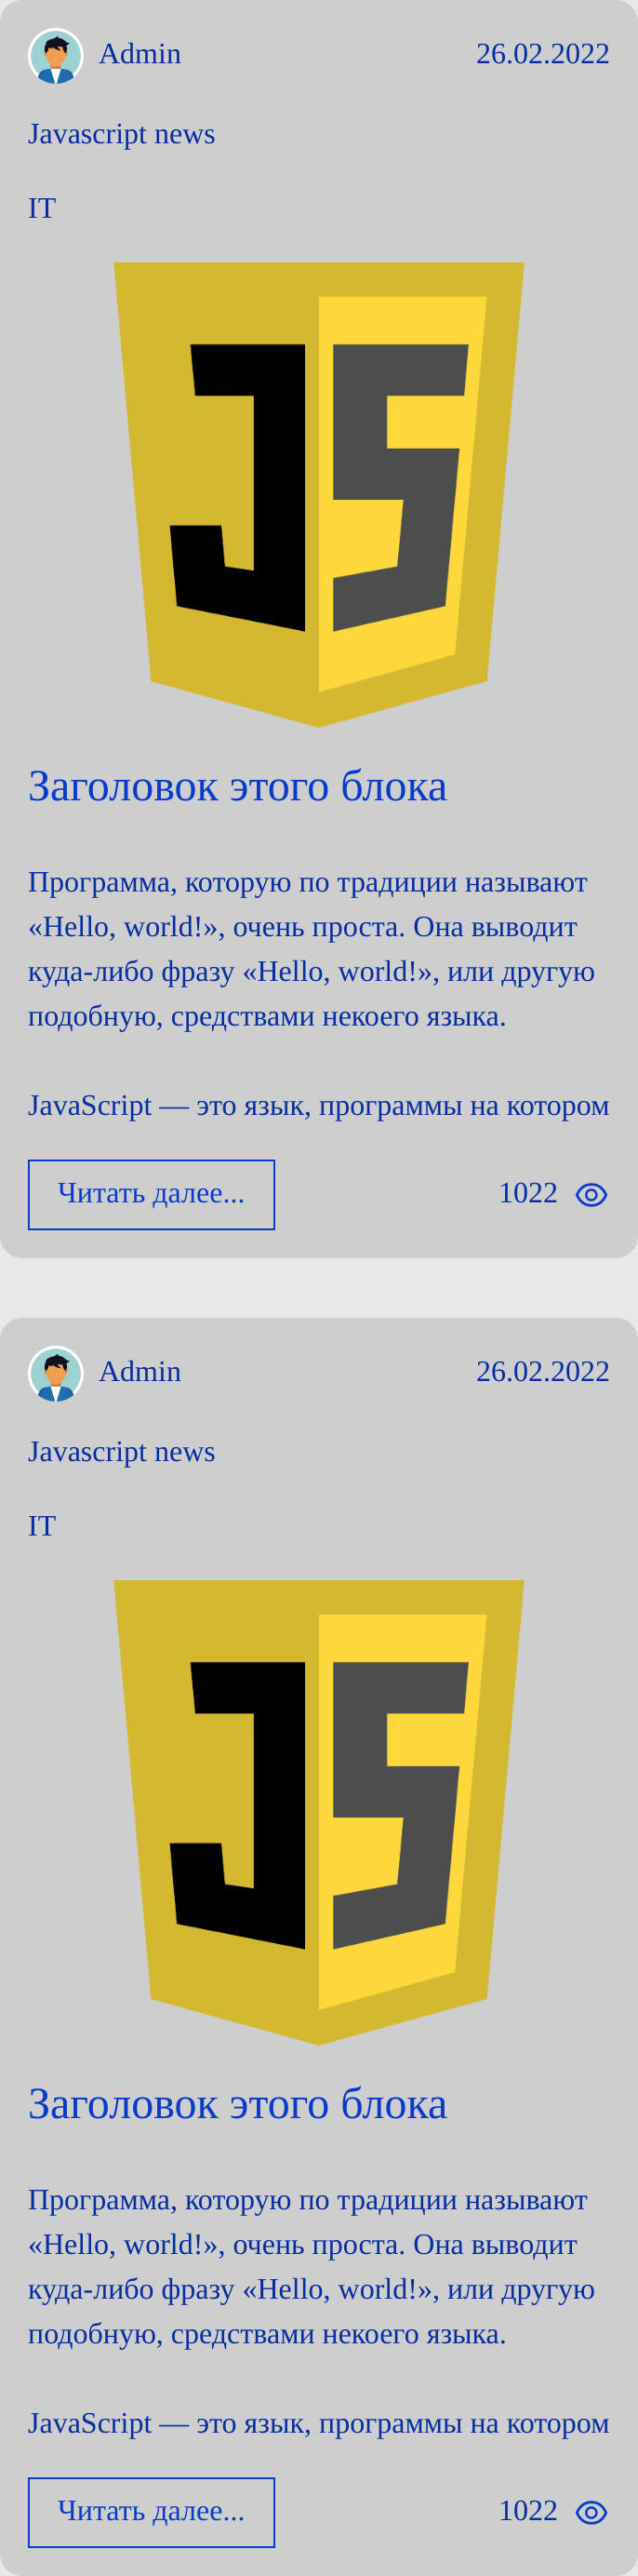 Admin 26.02.2022
Javascript news
IT
JS
Заголовок этого блока
Программа, которую по традиции называют
«Hello, world!», очень проста. Она выводит
куда-либо фразу «Hello, world!», или другую
подобную, средствами некоего языка.
JavaScript — это язык, программы на котором
Читать далее... 1022
Admin 26.02.2022
Javascript news
IT
JS
Заголовок этого блока
Программа, которую по традиции называют
«Hello, world!», очень проста. Она выводит
куда-либо фразу «Hello, world!», или другую
подобную, средствами некоего языка.
JavaScript — это язык, программы на котором
Читать далее... 1022